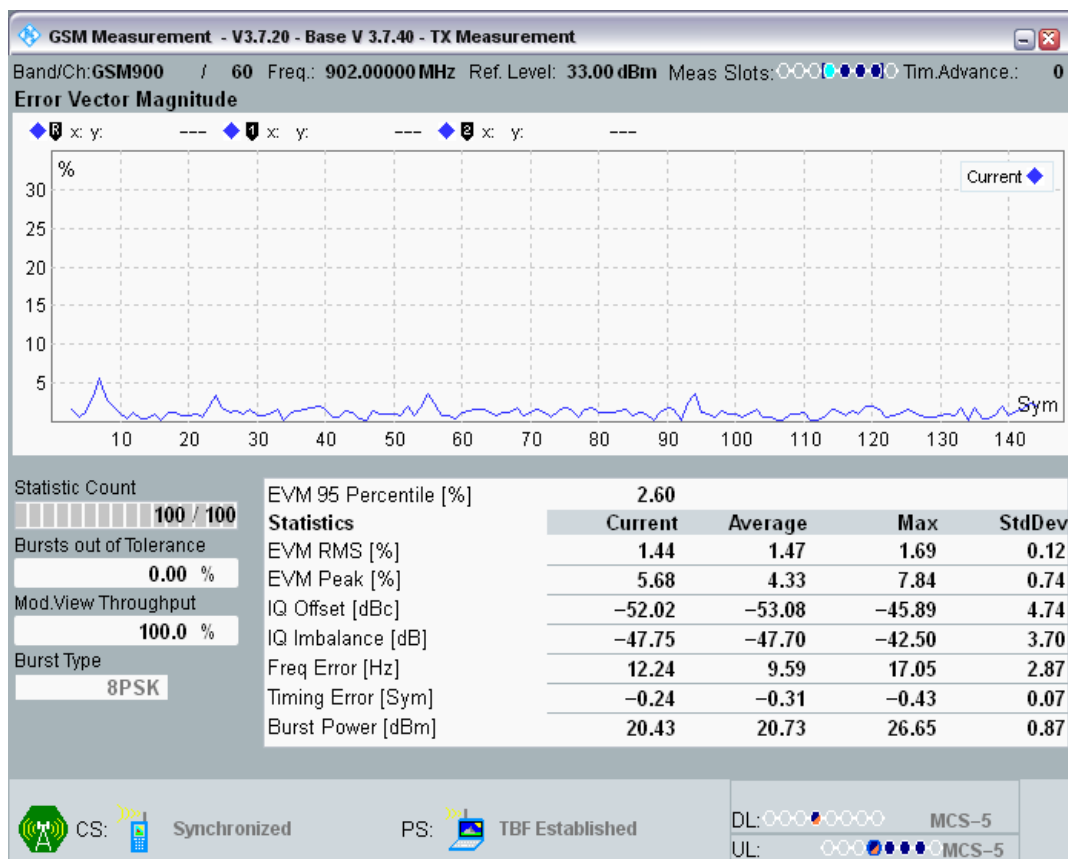 GSM Measurement - V3.7.20 - Base V 3.7.40 - TX Measurement
Band/Ch:GSM900 / 60 Freq.: 902.00000 MHz Ref. Level: 33.00 dBm Meas Slots: Tim.Advance.: 0
Error Vector Magnitude
R x: y: --- 1 x: y: --- 2 x: y: ---
%
Current
30
25
20
15
10
5
Sym
10 20 30 40 50 60 70 80 90 100 110 120 130 140
Statistic Count
100 / 100
Bursts out of Tolerance
0.00 %
Mod.View Throughput
100.0 %
Burst Type
8PSK
EVM 95 Percentile [%] 2.60
Statistics Current Average Max StdDev
EVM RMS [%] 1.44 1.47 1.69 0.12
EVM Peak [%] 5.68 4.33 7.84 0.74
IQ Offset [dBc] −52.02 −53.08 −45.89 4.74
IQ Imbalance [dB] −47.75 −47.70 −42.50 3.70
Freq Error [Hz] 12.24 9.59 17.05 2.87
Timing Error [Sym] −0.24 −0.31 −0.43 0.07
Burst Power [dBm] 20.43 20.73 26.65 0.87
CS: Synchronized PS: TBF Established
DL: MCS−5
UL: MCS−5